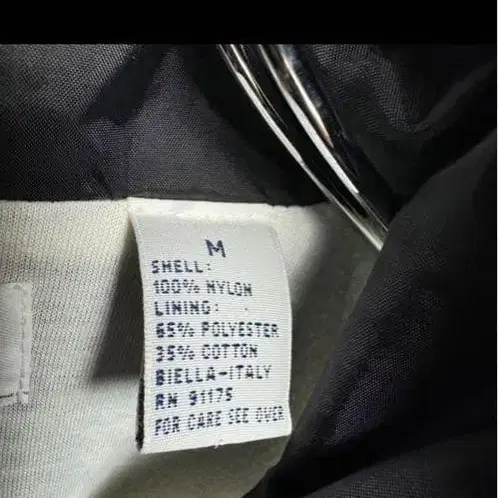 M
SHELL:
100% NYLON
LINING:
65% POLYESTER
35% COTTON
BIELLA-ITALY
RN 91175
FOR CARE SEE OVER